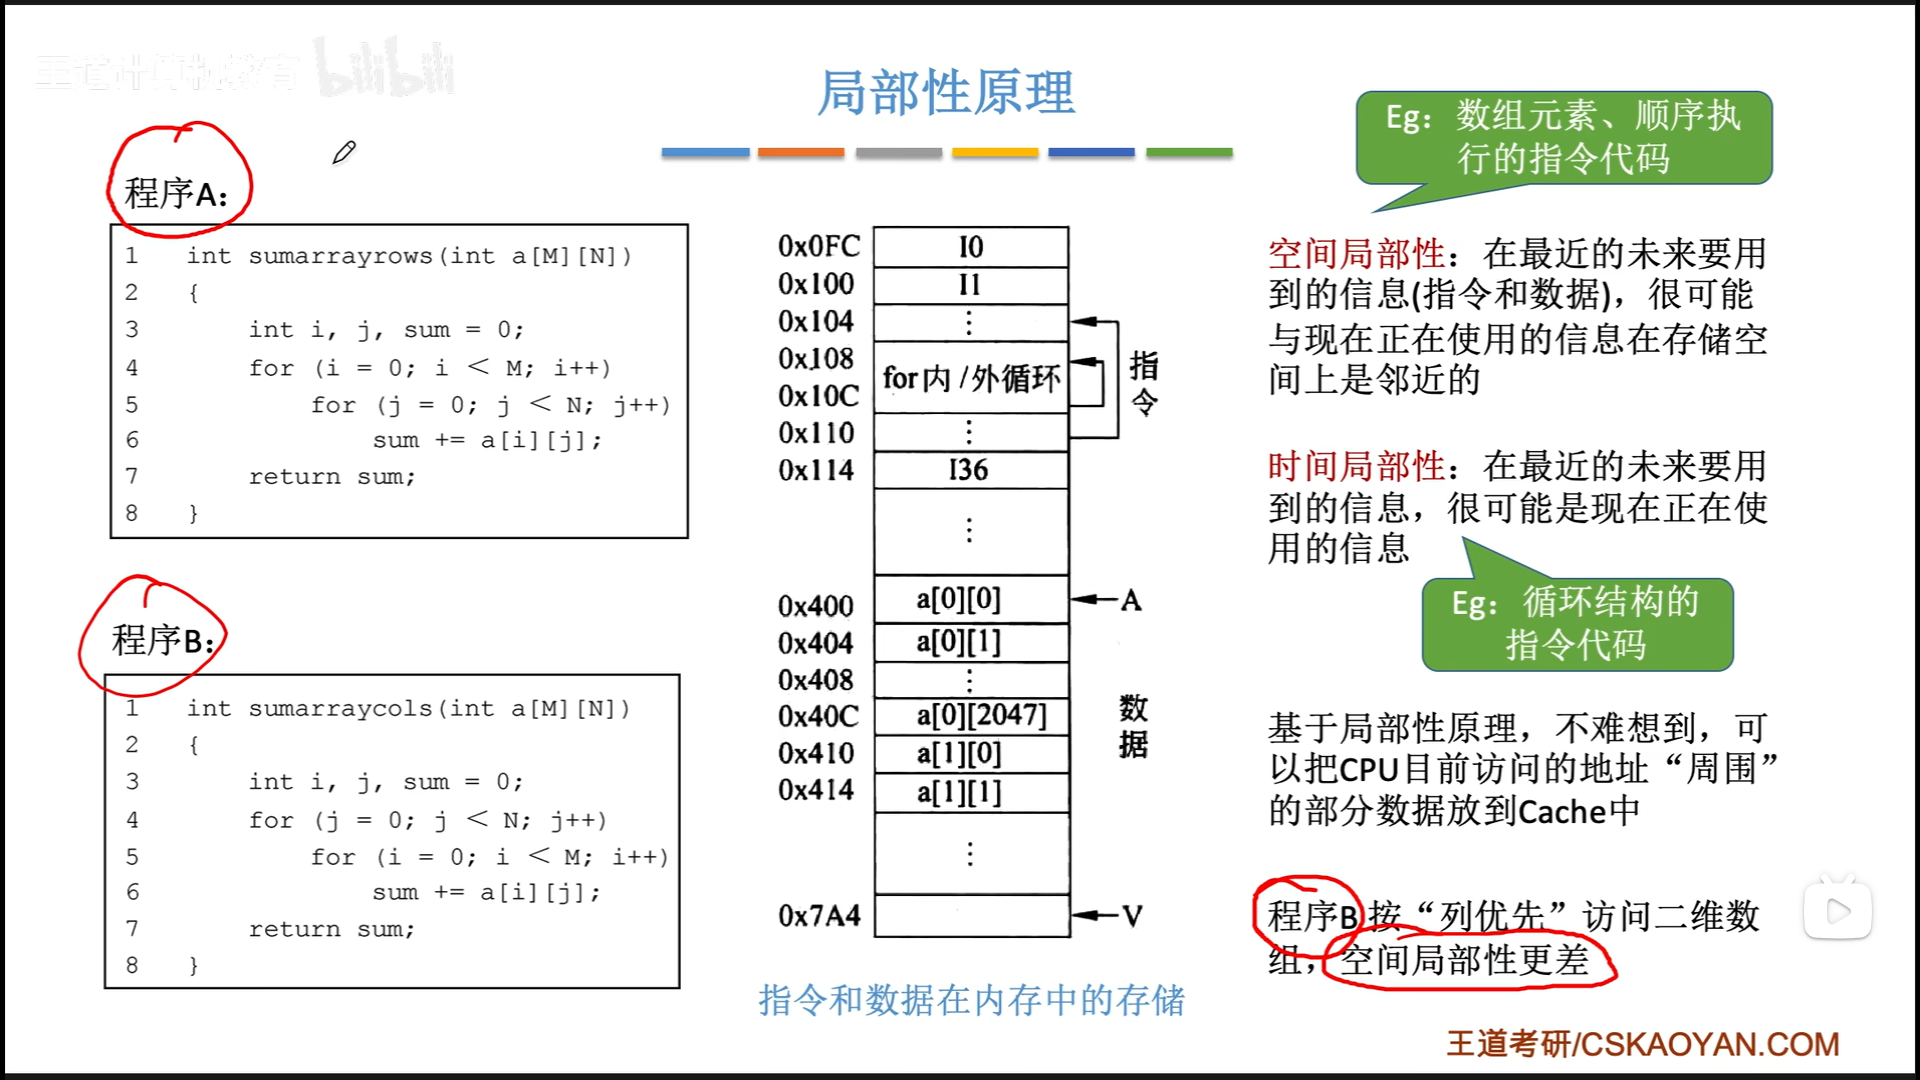 王道计算机教育 bilibili
局部性原理
程序A：
1 int sumarrayrows(int a[M][N])
2 {
3 int i, j, sum = 0;
4 for (i = 0; i < M; i++)
5 for (j = 0; j < N; j++)
6 sum += a[i][j];
7 return sum;
8 }
程序B：
1 int sumarraycols(int a[M][N])
2 {
3 int i, j, sum = 0;
4 for (j = 0; j < N; j++)
5 for (i = 0; i < M; i++)
6 sum += a[i][j];
7 return sum;
8 }
0x0FC I0
0x100 I1
0x104 ⋮
0x108
for内/外循环
0x10C
0x110 ⋮
0x114 I36
⋮
指令
0x400 a[0][0] A
0x404 a[0][1]
0x408 ⋮
0x40C a[0][2047]
0x410 a[1][0]
0x414 a[1][1]
⋮
0x7A4 V
数据
指令和数据在内存中的存储
Eg：数组元素、顺序执
行的指令代码
空间局部性：在最近的未来要用
到的信息(指令和数据)，很可能
与现在正在使用的信息在存储空
间上是邻近的
时间局部性：在最近的未来要用
到的信息，很可能是现在正在使
用的信息
Eg：循环结构的
指令代码
基于局部性原理，不难想到，可
以把CPU目前访问的地址“周围”
的部分数据放到Cache中
程序B按“列优先”访问二维数
组，空间局部性更差
王道考研/CSKAOYAN.COM